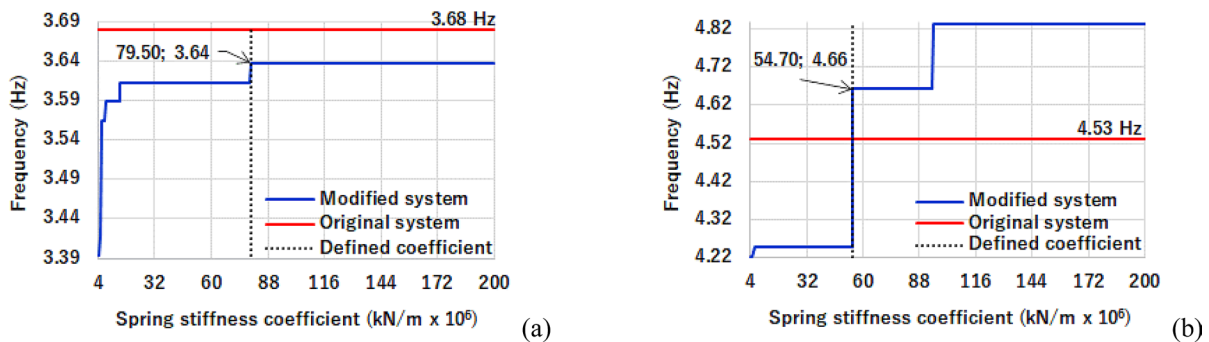 3.69
3.64
3.59
3.54
3.49
3.44
3.39
Frequency (Hz)
3.68 Hz
79.50; 3.64
Modified system
Original system
Defined coefficient
4 32 60 88 116 144 172 200
Spring stiffness coefficient (kN/m x 10⁶)
(a)
4.82
4.72
4.62
4.52
4.42
4.32
4.22
Frequency (Hz)
54.70; 4.66
4.53 Hz
Modified system
Original system
Defined coefficient
4 32 60 88 116 144 172 200
Spring stiffness coefficient (kN/m x 10⁶)
(b)